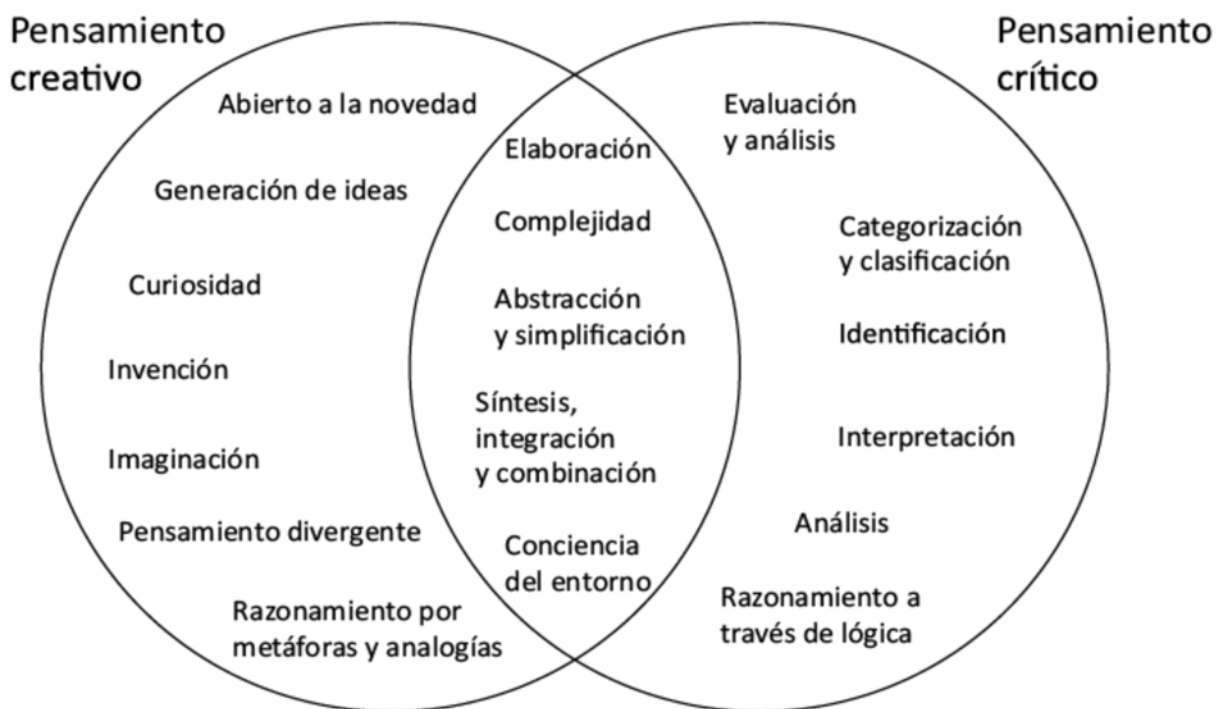 Pensamiento
creativo
Abierto a la novedad
Generación de ideas
Curiosidad
Invención
Imaginación
Pensamiento divergente
Razonamiento por
metáforas y analogías
Elaboración
Complejidad
Abstracción
y simplificación
Síntesis,
integración
y combinación
Conciencia
del entorno
Pensamiento
crítico
Evaluación
y análisis
Categorización
y clasificación
Identificación
Interpretación
Análisis
Razonamiento a
través de lógica